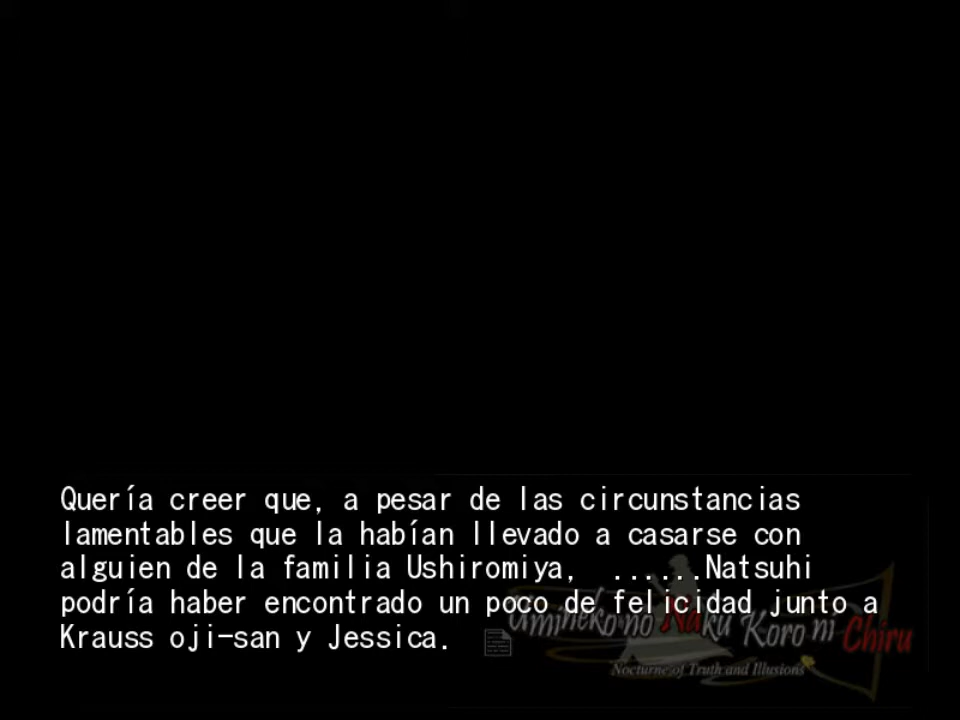 Quería creer que, a pesar de las circunstancias
lamentables que la habían llevado a casarse con
alguien de la familia Ushiromiya,  ......Natsuhi
podría haber encontrado un poco de felicidad junto a
Krauss oji-san y Jessica.
Umineko no Naku Koro ni Chiru
Nocturne of Truth and Illusions